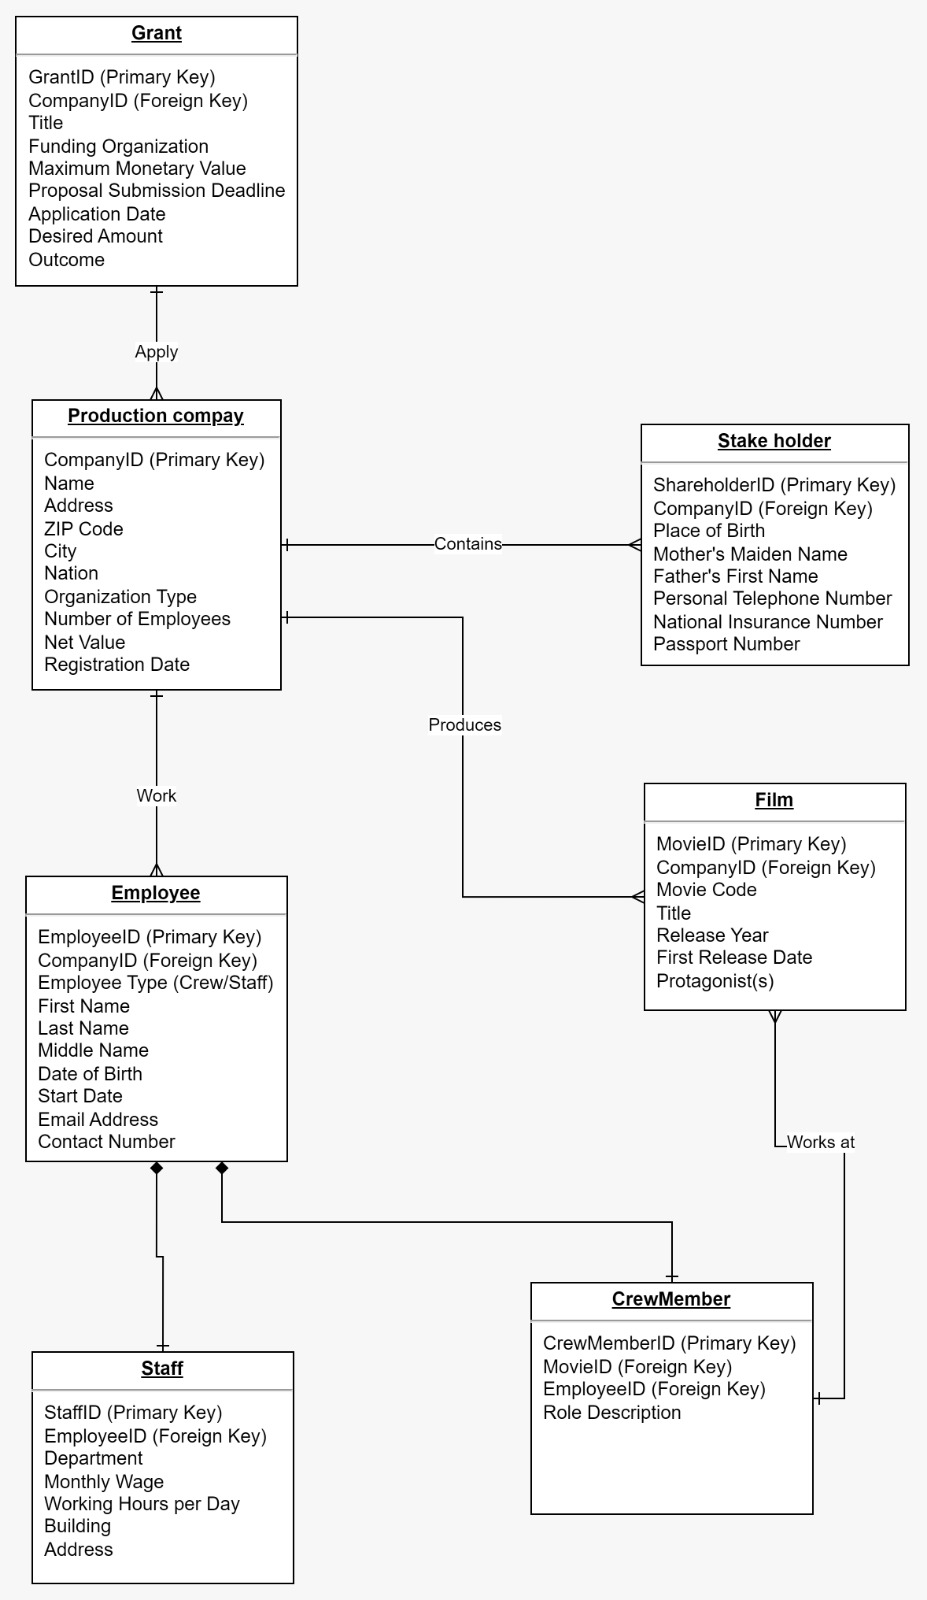 Grant
GrantID (Primary Key)
CompanyID (Foreign Key)
Title
Funding Organization
Maximum Monetary Value
Proposal Submission Deadline
Application Date
Desired Amount
Outcome
Apply
Production compay
CompanyID (Primary Key)
Name
Address
ZIP Code
City
Nation
Organization Type
Number of Employees
Net Value
Registration Date
Contains
Stake holder
ShareholderID (Primary Key)
CompanyID (Foreign Key)
Place of Birth
Mother's Maiden Name
Father's First Name
Personal Telephone Number
National Insurance Number
Passport Number
Produces
Work
Film
MovieID (Primary Key)
CompanyID (Foreign Key)
Movie Code
Title
Release Year
First Release Date
Protagonist(s)
Employee
EmployeeID (Primary Key)
CompanyID (Foreign Key)
Employee Type (Crew/Staff)
First Name
Last Name
Middle Name
Date of Birth
Start Date
Email Address
Contact Number
Works at
CrewMember
CrewMemberID (Primary Key)
MovieID (Foreign Key)
EmployeeID (Foreign Key)
Role Description
Staff
StaffID (Primary Key)
EmployeeID (Foreign Key)
Department
Monthly Wage
Working Hours per Day
Building
Address